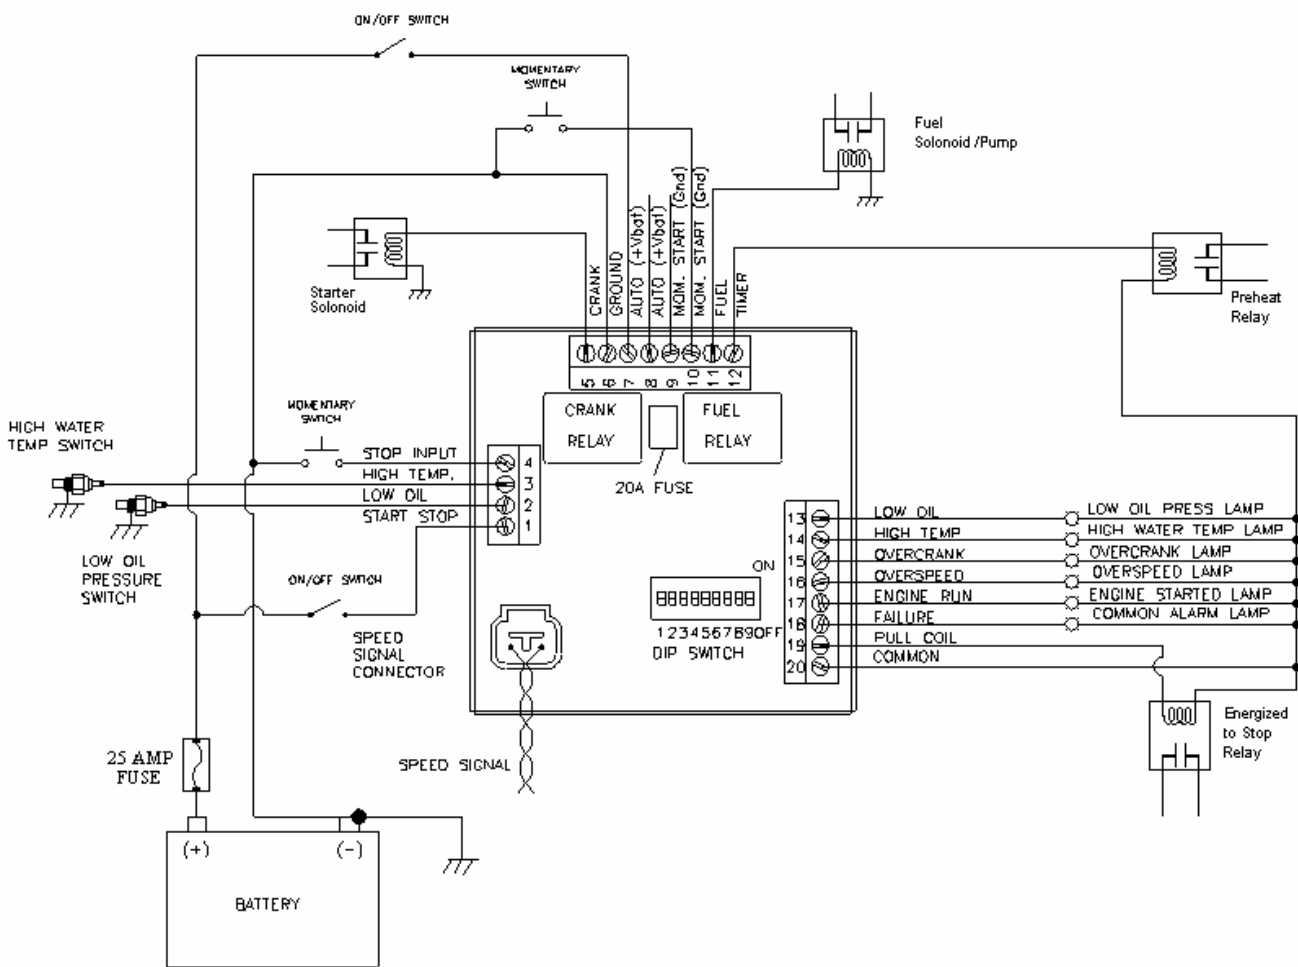 ON/OFF SWITCH
MOMENTARY
SWITCH
Fuel
Solonoid /Pump
Starter
Solonoid
CRANK
GROUND
AUTO (+Vbat)
AUTO (+Vbat)
MOM. START (Gnd)
MOM. START (Gnd)
FUEL
TIMER
Preheat
Relay
5
6
7
8
9
10
11
12
CRANK
RELAY
FUEL
RELAY
20A FUSE
MOMENTARY
SWITCH
HIGH WATER
TEMP SWITCH
STOP INPUT
HIGH TEMP.
LOW OIL
START STOP
4
3
2
1
LOW OIL
PRESSURE
SWITCH
ON/OFF SWITCH
SPEED
SIGNAL
CONNECTOR
ON
123456789OFF
DIP SWITCH
13 LOW OIL LOW OIL PRESS LAMP
14 HIGH TEMP HIGH WATER TEMP LAMP
15 OVERCRANK OVERCRANK LAMP
16 OVERSPEED OVERSPEED LAMP
17 ENGINE RUN ENGINE STARTED LAMP
18 FAILURE COMMON ALARM LAMP
19 PULL COIL
20 COMMON
Energized
to Stop
Relay
SPEED SIGNAL
25 AMP
FUSE
(+) (-)
BATTERY